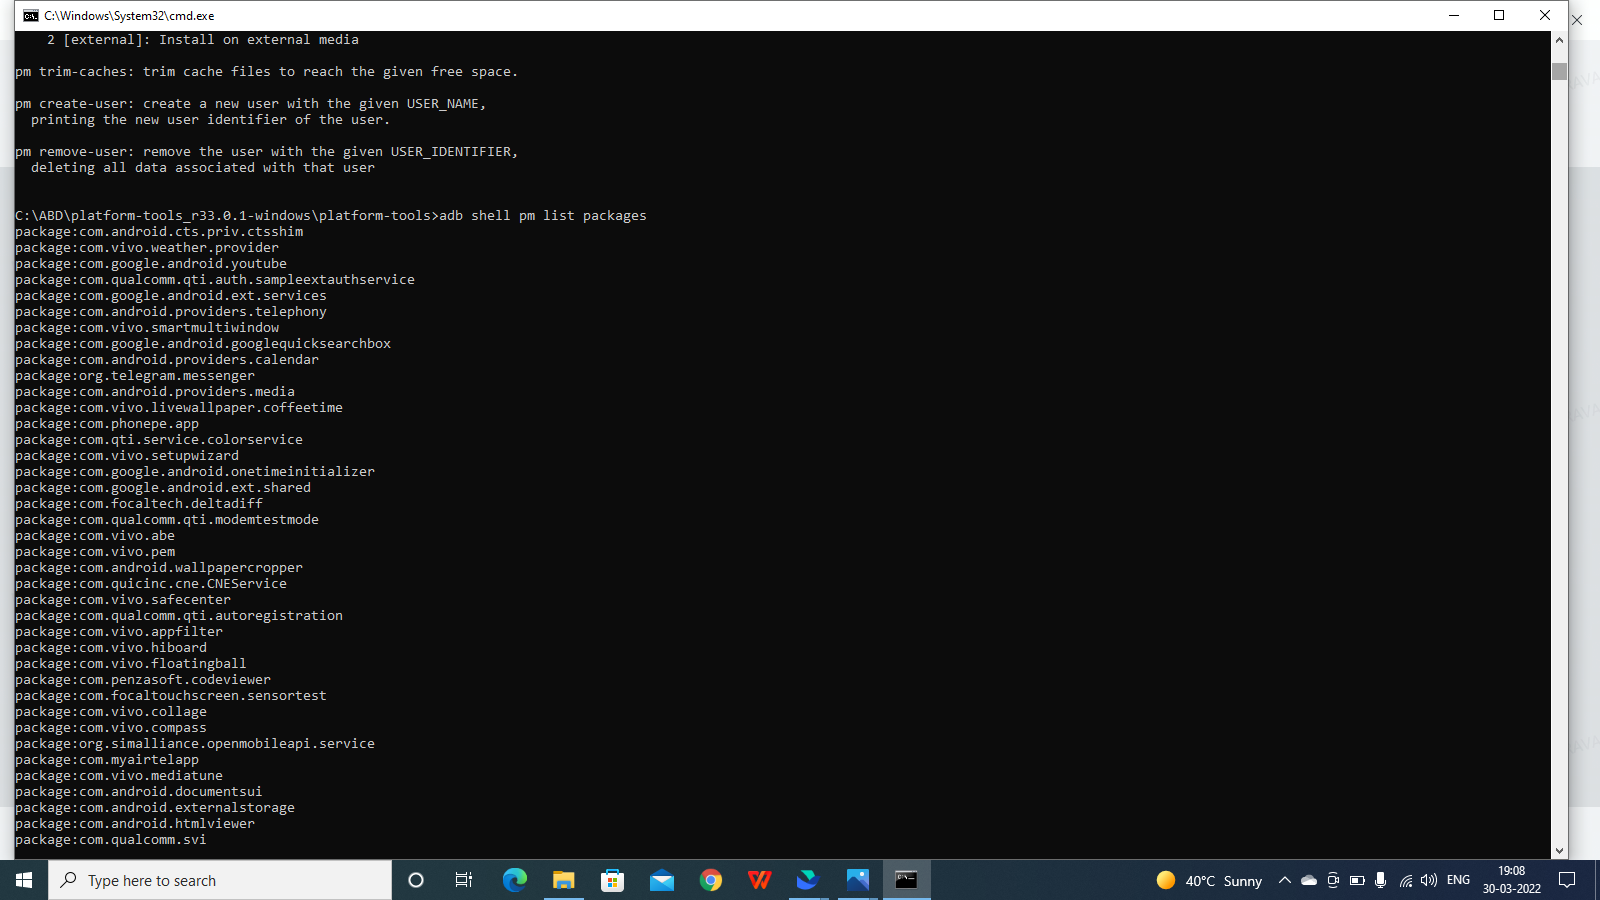 C:\Windows\System32\cmd.exe
2 [external]: Install on external media
pm trim-caches: trim cache files to reach the given free space.
pm create-user: create a new user with the given USER_NAME,
printing the new user identifier of the user.
pm remove-user: remove the user with the given USER_IDENTIFIER,
deleting all data associated with that user
C:\ABD\platform-tools_r33.0.1-windows\platform-tools>adb shell pm list packages
package:com.android.cts.priv.ctsshim
package:com.vivo.weather.provider
package:com.google.android.youtube
package:com.qualcomm.qti.auth.sampleextauthservice
package:com.google.android.ext.services
package:com.android.providers.telephony
package:com.vivo.smartmultiwindow
package:com.google.android.googlequicksearchbox
package:com.android.providers.calendar
package:org.telegram.messenger
package:com.android.providers.media
package:com.vivo.livewallpaper.coffeetime
package:com.phonepe.app
package:com.qti.service.colorservice
package:com.vivo.setupwizard
package:com.google.android.onetimeinitializer
package:com.google.android.ext.shared
package:com.focaltech.deltadiff
package:com.qualcomm.qti.modemtestmode
package:com.vivo.abe
package:com.vivo.pem
package:com.android.wallpapercropper
package:com.quicinc.cne.CNEService
package:com.vivo.safecenter
package:com.qualcomm.qti.autoregistration
package:com.vivo.appfilter
package:com.vivo.hiboard
package:com.vivo.floatingball
package:com.penzasoft.codeviewer
package:com.focaltouchscreen.sensortest
package:com.vivo.collage
package:com.vivo.compass
package:org.simalliance.openmobileapi.service
package:com.myairtelapp
package:com.vivo.mediatune
package:com.android.documentsui
package:com.android.externalstorage
package:com.android.htmlviewer
package:com.qualcomm.svi
Type here to search
40°C Sunny
ENG
19:08
30-03-2022